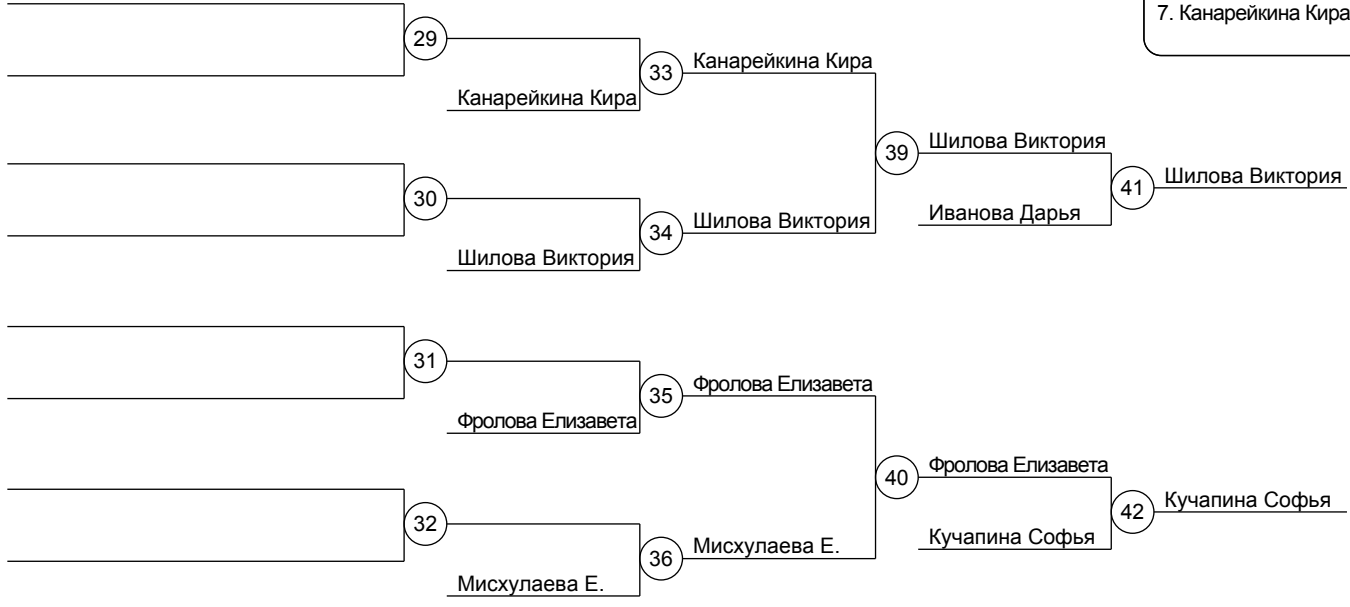 7. Канарейкина Кира
29
33
Канарейкина Кира
Канарейкина Кира
39
Шилова Виктория
41
Шилова Виктория
30
34
Шилова Виктория
Иванова Дарья
Шилова Виктория
31
35
Фролова Елизавета
Фролова Елизавета
40
Фролова Елизавета
42
Кучапина Софья
32
36
Мисхулаева Е.
Кучапина Софья
Мисхулаева Е.